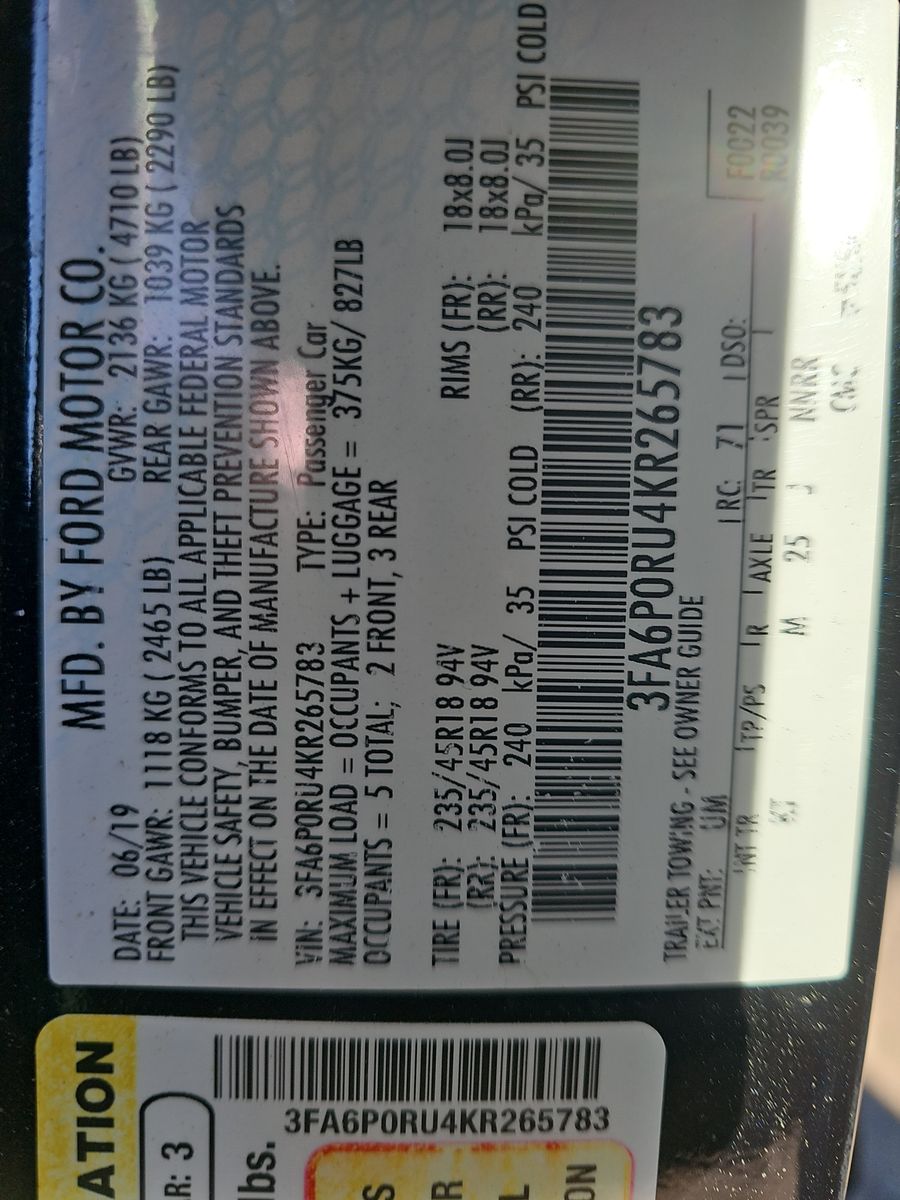 MFD. BY FORD MOTOR CO.
DATE: 06/19 GVWR: 2136 KG ( 4710 LB)
FRONT GAWR: 1118 KG ( 2465 LB) REAR GAWR: 1039 KG ( 2290 LB)
THIS VEHICLE CONFORMS TO ALL APPLICABLE FEDERAL MOTOR
VEHICLE SAFETY, BUMPER, AND THEFT PREVENTION STANDARDS
IN EFFECT ON THE DATE OF MANUFACTURE SHOWN ABOVE.
VIN: 3FA6P0RU4KR265783 TYPE: Passenger Car
MAXIMUM LOAD = OCCUPANTS + LUGGAGE = 375KG/ 827LB
OCCUPANTS = 5 TOTAL; 2 FRONT, 3 REAR
TIRE (FR): 235/45R18 94V RIMS (FR): 18x8.0J
(RR): 235/45R18 94V (RR): 18x8.0J
PRESSURE (FR): 240 kPa/ 35 PSI COLD (RR): 240 kPa/ 35 PSI COLD
3FA6P0RU4KR265783
TRAILER TOWING - SEE OWNER GUIDE
EXT PNT: UM RC: 71 DSO: F0022
INT TR TP/PS R AXLE TR SPR R0039
M 25 J NNRR
ATION
R: 3
3FA6P0RU4KR265783
lbs.
S
R
L
ON